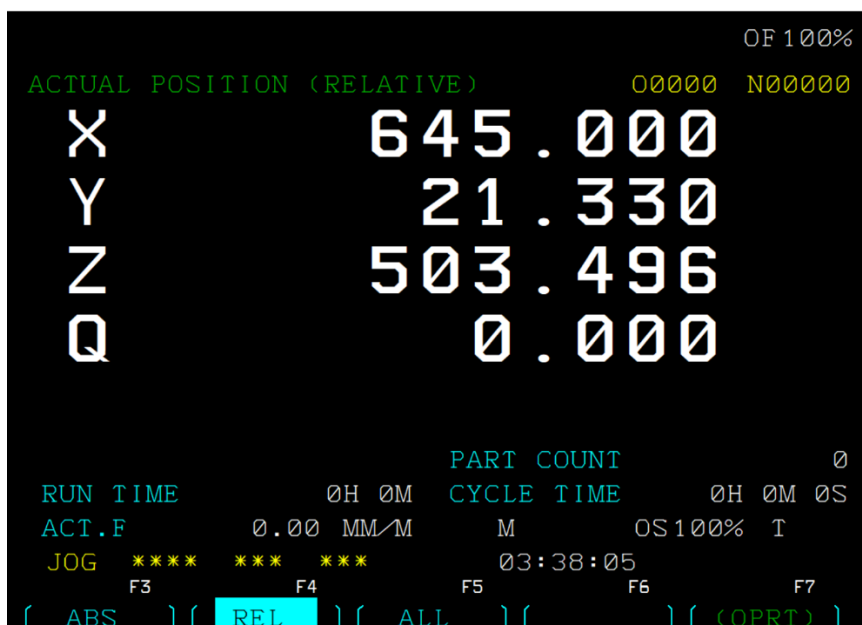 OF100%
ACTUAL POSITION (RELATIVE) O0000 N00000
X 645.000
Y 21.330
Z 503.496
Q 0.000
PART COUNT 0
RUN TIME 0H 0M CYCLE TIME 0H 0M 0S
ACT.F 0.00 MM/M M OS100% T
JOG **** *** *** 03:38:05
F3 F4 F5 F6 F7
[ ABS ] [ REL ] [ ALL ] [ ] [ (OPRT) ]